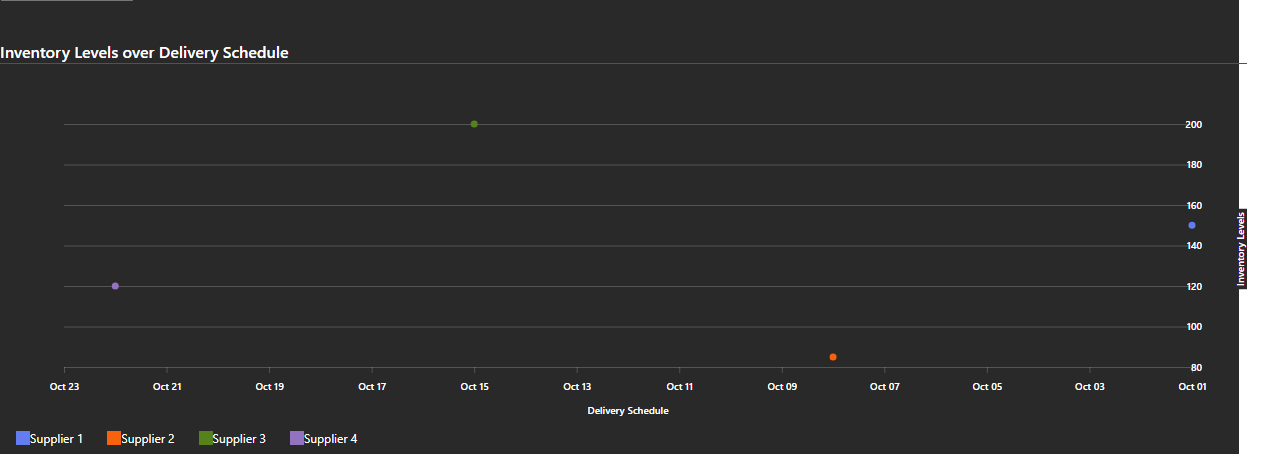 Inventory Levels over Delivery Schedule
200
180
160
140
120
100
80
Inventory Levels
Oct 23 Oct 21 Oct 19 Oct 17 Oct 15 Oct 13 Oct 11 Oct 09 Oct 07 Oct 05 Oct 03 Oct 01
Delivery Schedule
Supplier 1 Supplier 2 Supplier 3 Supplier 4